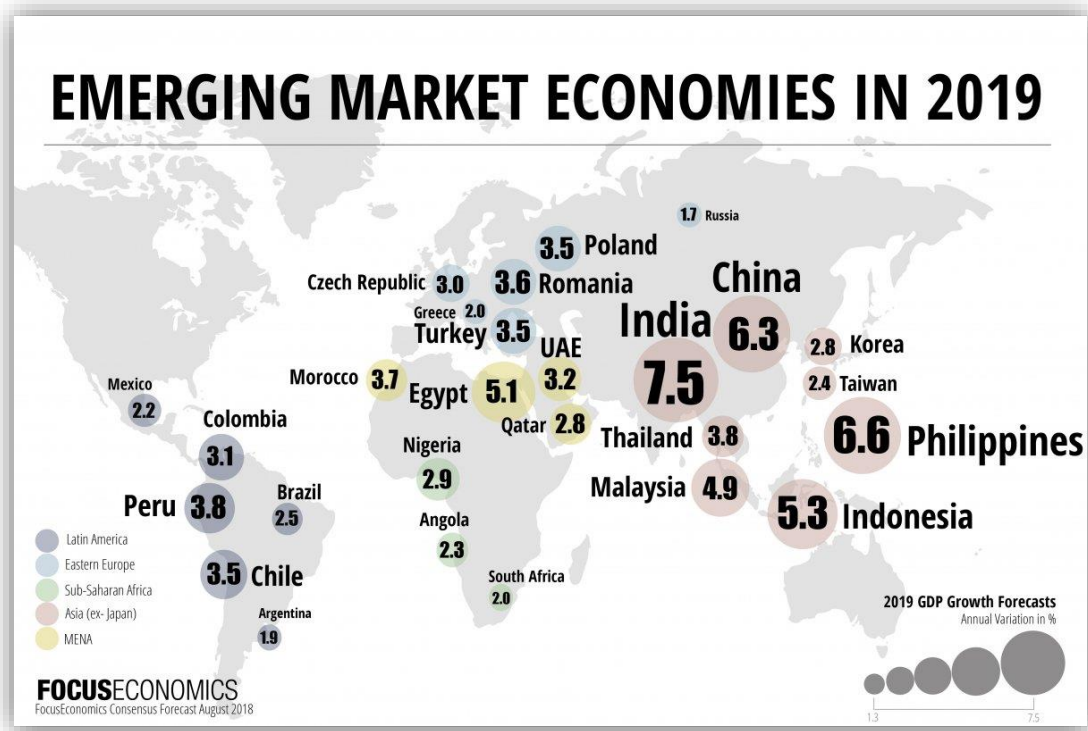 EMERGING MARKET ECONOMIES IN 2019
1.7 Russia
3.5 Poland
Czech Republic 3.0
3.6 Romania
Greece 2.0
Turkey 3.5
China
6.3
India
7.5
2.8 Korea
2.4 Taiwan
UAE
3.2
Morocco 3.7
Egypt 5.1
Qatar 2.8
Mexico
2.2
Colombia
3.1
Thailand 3.8
6.6 Philippines
Nigeria
2.9
Malaysia 4.9
Peru 3.8
Brazil
2.5
5.3 Indonesia
Angola
2.3
3.5 Chile
South Africa
2.0
Argentina
1.9
Latin America
Eastern Europe
Sub-Saharan Africa
Asia (ex- Japan)
MENA
2019 GDP Growth Forecasts
Annual Variation in %
1.3 7.5
FOCUSECONOMICS
FocusEconomics Consensus Forecast August 2018